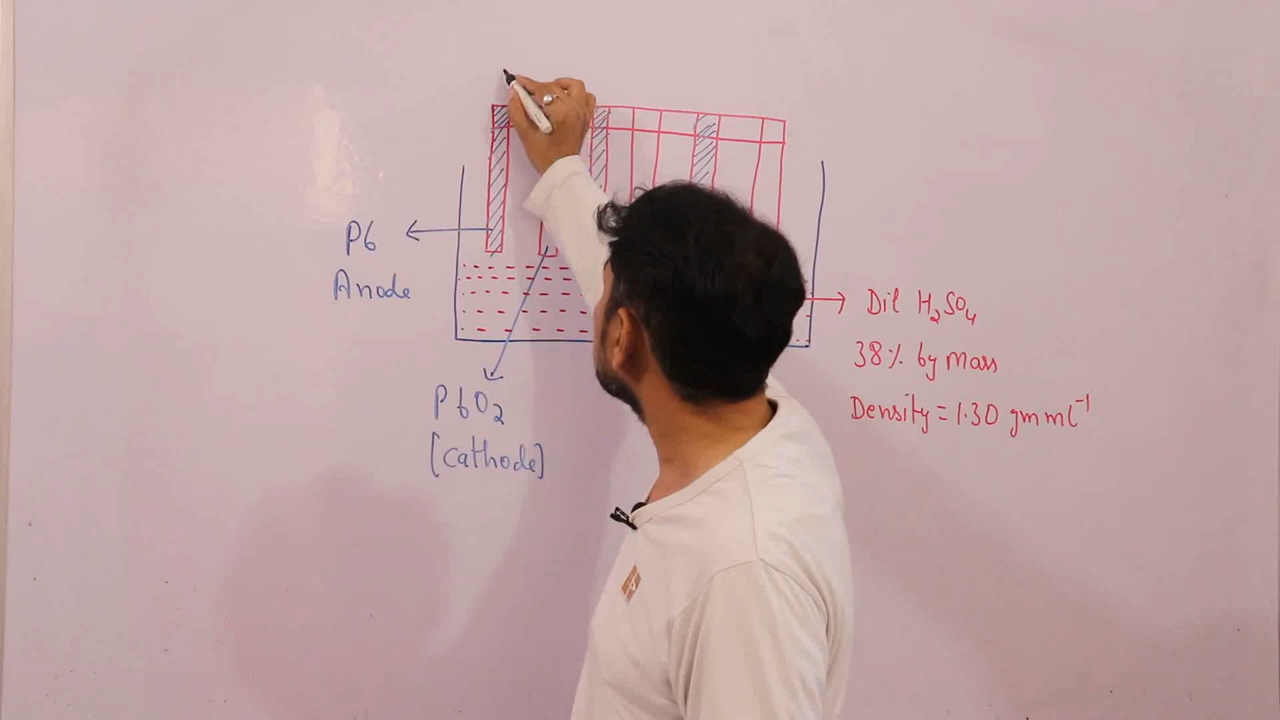 Pb
Anode
PbO2
[Cathode]
Dil H2SO4
38% by mass
Density = 1.30 gm ml⁻¹